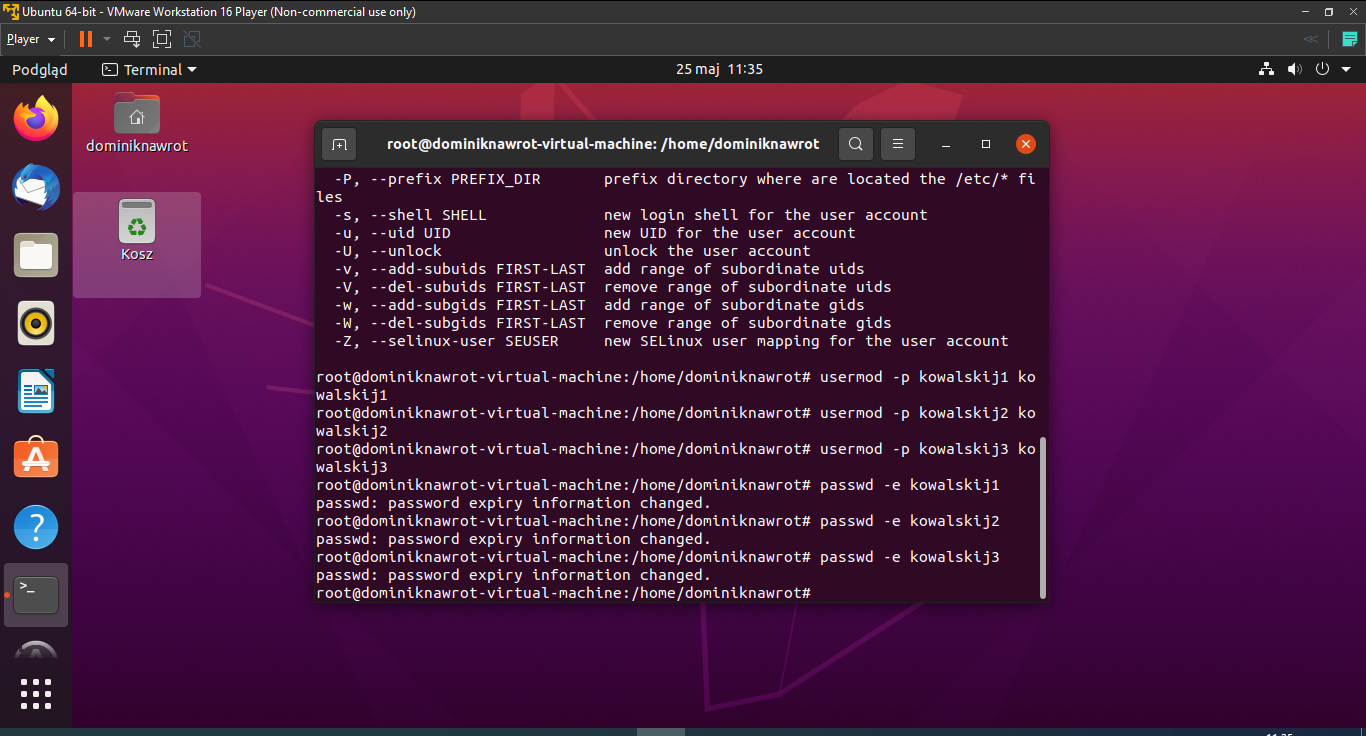 Ubuntu 64-bit - VMware Workstation 16 Player (Non-commercial use only)
Player
Podgląd
Terminal
25 maj 11:35
dominiknawrot
Kosz
root@dominiknawrot-virtual-machine: /home/dominiknawrot
-P, --prefix PREFIX_DIR       prefix directory where are located the /etc/* fi
les
-s, --shell SHELL             new login shell for the user account
-u, --uid UID                 new UID for the user account
-U, --unlock                  unlock the user account
-v, --add-subuids FIRST-LAST  add range of subordinate uids
-V, --del-subuids FIRST-LAST  remove range of subordinate uids
-w, --add-subgids FIRST-LAST  add range of subordinate gids
-W, --del-subgids FIRST-LAST  remove range of subordinate gids
-Z, --selinux-user SEUSER     new SELinux user mapping for the user account
root@dominiknawrot-virtual-machine:/home/dominiknawrot# usermod -p kowalskij1 ko
walskij1
root@dominiknawrot-virtual-machine:/home/dominiknawrot# usermod -p kowalskij2 ko
walskij2
root@dominiknawrot-virtual-machine:/home/dominiknawrot# usermod -p kowalskij3 ko
walskij3
root@dominiknawrot-virtual-machine:/home/dominiknawrot# passwd -e kowalskij1
passwd: password expiry information changed.
root@dominiknawrot-virtual-machine:/home/dominiknawrot# passwd -e kowalskij2
passwd: password expiry information changed.
root@dominiknawrot-virtual-machine:/home/dominiknawrot# passwd -e kowalskij3
passwd: password expiry information changed.
root@dominiknawrot-virtual-machine:/home/dominiknawrot#